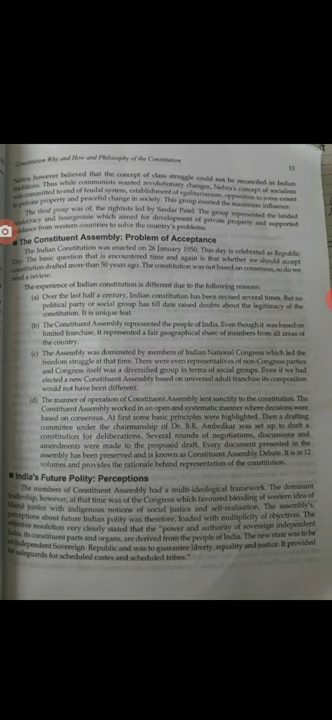 Constitution Why and How and Philosophy of the Constitution
Nehru however believed that the concept of class struggle could not be reconciled in Indian
traditions. Thus while communists wanted revolutionary changes, Nehru's concept of socialism
was committed to end of feudal system, establishment of egalitarianism, opposition to some extent
to private property and peaceful change in society. This group exerted the maximum influence.
The third group was of, the rightists led by Sardar Patel. The group represented the landed
and bourgeoisie which aimed for development of private property and supported
from western countries to solve the country's problems.
■ The Constituent Assembly: Problem of Acceptance
The Indian Constitution was enacted on 26 January 1950. This day is celebrated as Republic
Day. The basic question that is encountered time and again is that whether we should accept
constitution drafted more than 50 years ago. The constitution was not based on consensus, so do we
need a review.
The experience of Indian constitution is different due to the following reasons:
(a) Over the last half a century, Indian constitution has been revised several times. But no
political party or social group has till date raised doubts about the legitimacy of the
constitution. It is unique feat.
(b) The Constituent Assembly represented the people of India. Even though it was based on
limited franchise, it represented a fair geographical share of members from all areas of
the country.
(c) The Assembly was dominated by members of Indian National Congress which led the
freedom struggle at that time. There were even representatives of non-Congress parties
and Congress itself was a diversified group in terms of social groups. Even if we had
elected a new Constituent Assembly based on universal adult franchise its composition
would not have been different.
(d) The manner of operation of Constituent Assembly lent sanctity to the constitution. The
Constituent Assembly worked in an open and systematic manner where decisions were
based on consensus. At first some basic principles were highlighted. Then a drafting
committee under the chairmanship of Dr. B.R. Ambedkar was set up to draft a
constitution for deliberations. Several rounds of negotiations, discussions and
amendments were made to the proposed draft. Every document presented in the
assembly has been preserved and is known as Constituent Assembly Debate. It is in 12
volumes and provides the rationale behind representation of the constitution.
■ India's Future Polity: Perceptions
The members of Constituent Assembly had a multi-ideological framework. The dominant
leadership, however, at that time was of the Congress which favoured blending of western idea of
liberal justice with indigenous notions of social justice and self-realisation. The assembly's,
perceptions about future Indian polity was therefore, loaded with multiplicity of objectives. The
objective resolution very clearly stated that the "power and authority of sovereign independent
India, its constituent parts and organs, are derived from the people of India. The new state was to be
an Independent Sovereign Republic and was to guarantee liberty, equality and justice. It provided
for safeguards for scheduled castes and scheduled tribes."